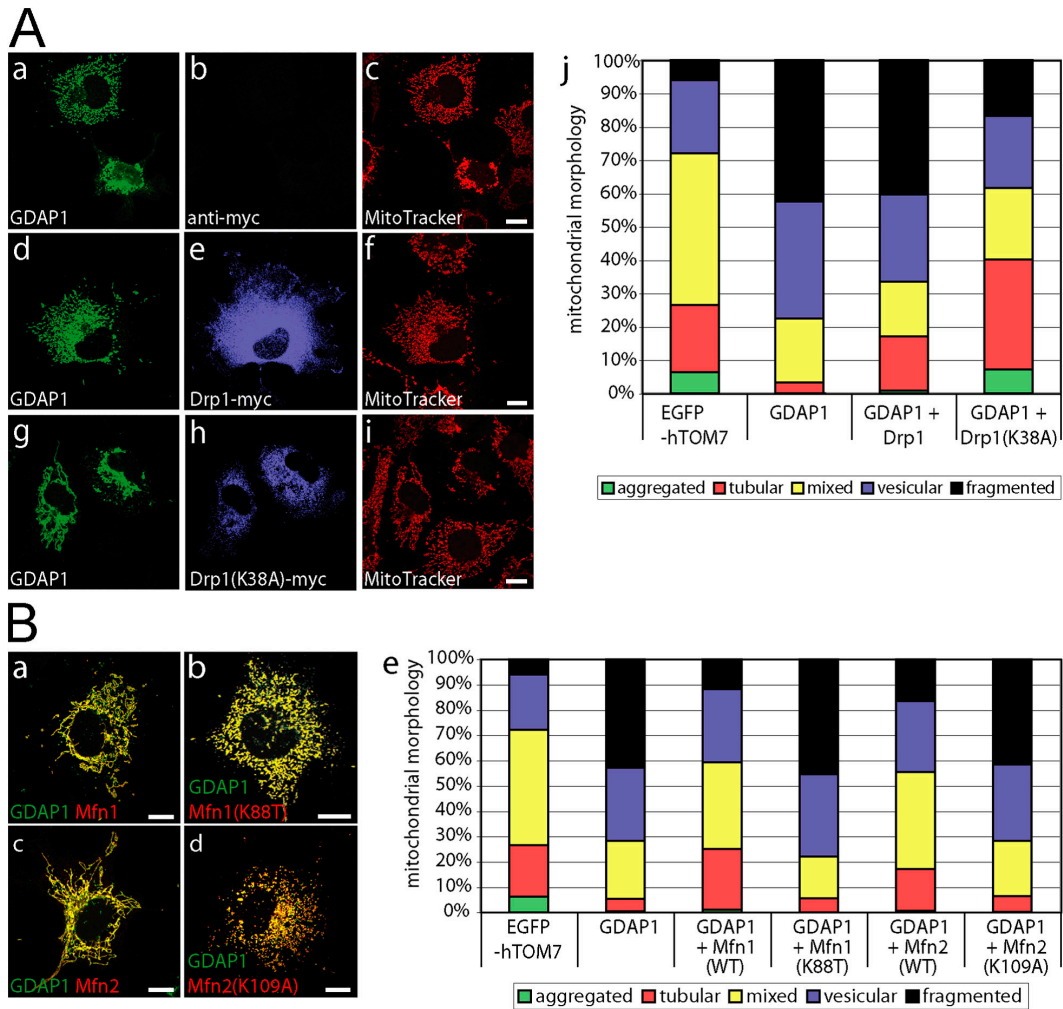 A
a
b
c
GDAP1
anti-myc
MitoTracker
d
e
f
GDAP1
Drp1-myc
MitoTracker
g
h
i
GDAP1
Drp1(K38A)-myc
MitoTracker
j
mitochondrial morphology
100%
90%
80%
70%
60%
50%
40%
30%
20%
10%
0%
EGFP
-hTOM7
GDAP1
GDAP1 +
Drp1
GDAP1 +
Drp1(K38A)
aggregated tubular mixed vesicular fragmented
B
a
b
GDAP1 Mfn1
GDAP1
Mfn1(K88T)
c
d
GDAP1 Mfn2
GDAP1
Mfn2(K109A)
e
mitochondrial morphology
100%
90%
80%
70%
60%
50%
40%
30%
20%
10%
0%
EGFP
-hTOM7
GDAP1
GDAP1
+ Mfn1
(WT)
GDAP1
+ Mfn1
(K88T)
GDAP1
+ Mfn2
(WT)
GDAP1
+ Mfn2
(K109A)
aggregated tubular mixed vesicular fragmented